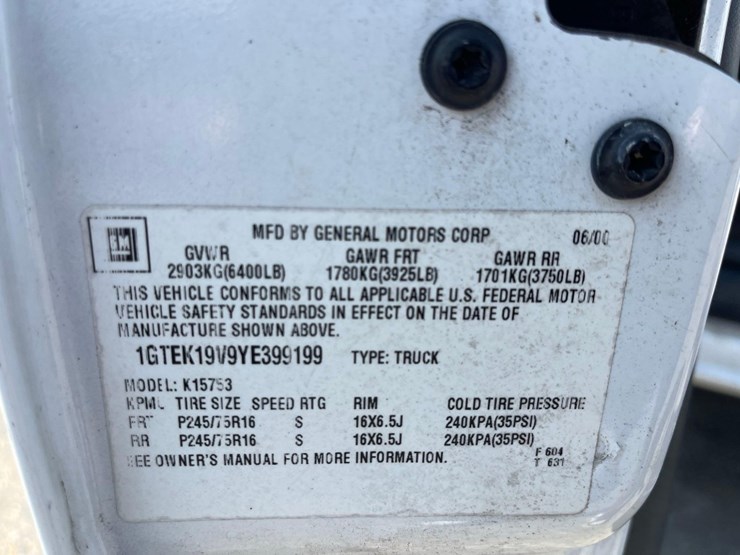 GM
MFD BY GENERAL MOTORS CORP 06/00
GVWR GAWR FRT GAWR RR
2903KG(6400LB) 1780KG(3925LB) 1701KG(3750LB)
THIS VEHICLE CONFORMS TO ALL APPLICABLE U.S. FEDERAL MOTOR
VEHICLE SAFETY STANDARDS IN EFFECT ON THE DATE OF
MANUFACTURE SHOWN ABOVE.
1GTEK19V9YE399199 TYPE: TRUCK
MODEL: K15753
TIRE SIZE SPEED RTG RIM COLD TIRE PRESSURE
FRT P245/75R16 S 16X6.5J 240KPA(35PSI)
RR P245/75R16 S 16X6.5J 240KPA(35PSI)
SEE OWNER'S MANUAL FOR MORE INFORMATION.
F 604
T 631